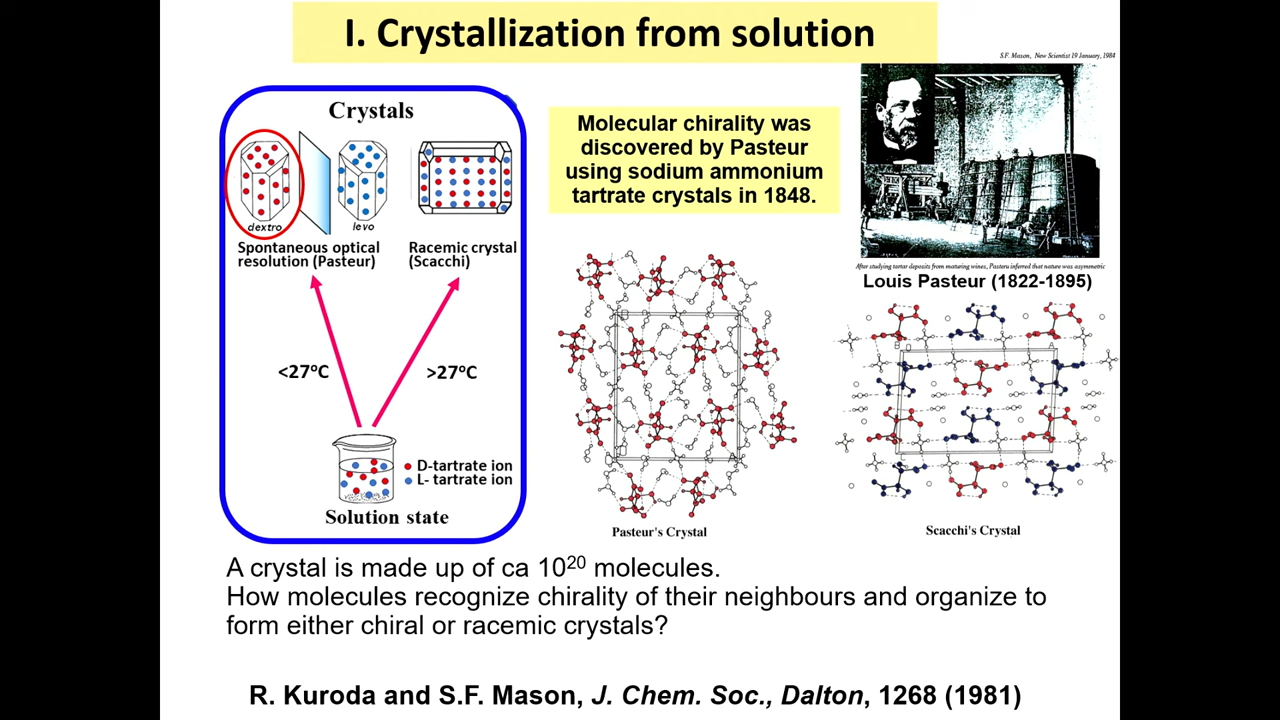 I. Crystallization from solution
S.F. Mason, New Scientist 19 January, 1984
Crystals
dextro
levo
Spontaneous optical
resolution (Pasteur)
Racemic crystal
(Scacchi)
<27°C
>27°C
D-tartrate ion
L- tartrate ion
Solution state
Molecular chirality was
discovered by Pasteur
using sodium ammonium
tartrate crystals in 1848.
After studying tartar deposits from maturing wines, Pasteur inferred that nature was asymmetric
Louis Pasteur (1822-1895)
Pasteur's Crystal
Scacchi's Crystal
A crystal is made up of ca 10²⁰ molecules.
How molecules recognize chirality of their neighbours and organize to
form either chiral or racemic crystals?
R. Kuroda and S.F. Mason, J. Chem. Soc., Dalton, 1268 (1981)